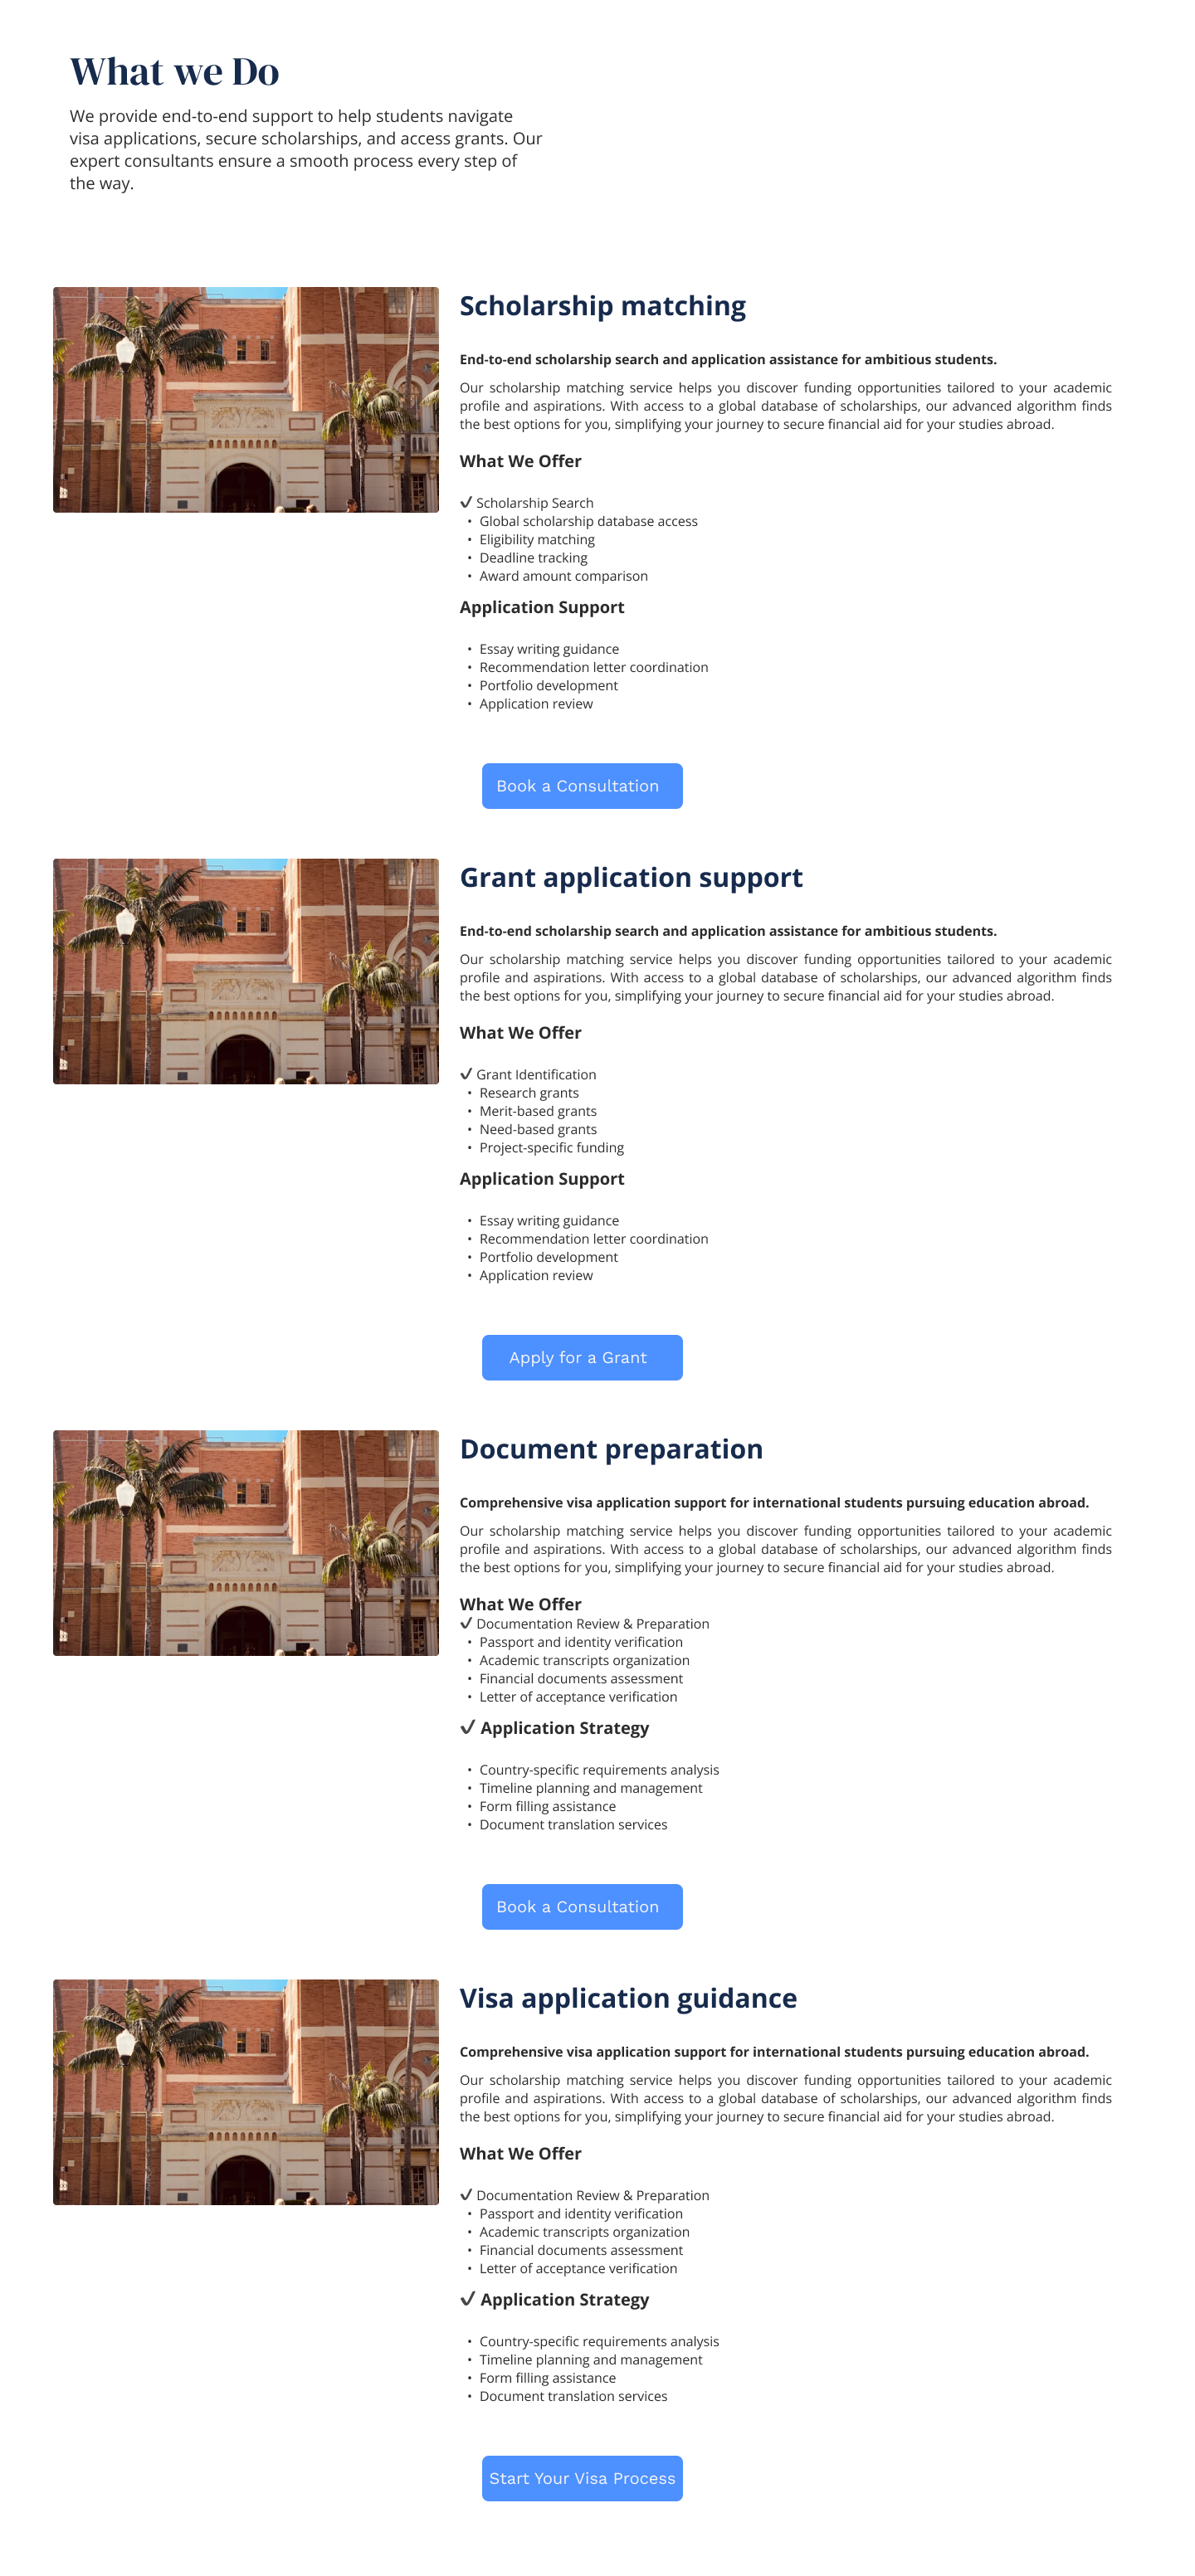 What we Do
We provide end-to-end support to help students navigate
visa applications, secure scholarships, and access grants. Our
expert consultants ensure a smooth process every step of
the way.
Scholarship matching
End-to-end scholarship search and application assistance for ambitious students.
Our scholarship matching service helps you discover funding opportunities tailored to your academic
profile and aspirations. With access to a global database of scholarships, our advanced algorithm finds
the best options for you, simplifying your journey to secure financial aid for your studies abroad.
What We Offer
✓ Scholarship Search
• Global scholarship database access
• Eligibility matching
• Deadline tracking
• Award amount comparison
Application Support
• Essay writing guidance
• Recommendation letter coordination
• Portfolio development
• Application review
Book a Consultation
Grant application support
End-to-end scholarship search and application assistance for ambitious students.
Our scholarship matching service helps you discover funding opportunities tailored to your academic
profile and aspirations. With access to a global database of scholarships, our advanced algorithm finds
the best options for you, simplifying your journey to secure financial aid for your studies abroad.
What We Offer
✓ Grant Identification
• Research grants
• Merit-based grants
• Need-based grants
• Project-specific funding
Application Support
• Essay writing guidance
• Recommendation letter coordination
• Portfolio development
• Application review
Apply for a Grant
Document preparation
Comprehensive visa application support for international students pursuing education abroad.
Our scholarship matching service helps you discover funding opportunities tailored to your academic
profile and aspirations. With access to a global database of scholarships, our advanced algorithm finds
the best options for you, simplifying your journey to secure financial aid for your studies abroad.
What We Offer
✓ Documentation Review & Preparation
• Passport and identity verification
• Academic transcripts organization
• Financial documents assessment
• Letter of acceptance verification
✓ Application Strategy
• Country-specific requirements analysis
• Timeline planning and management
• Form filling assistance
• Document translation services
Book a Consultation
Visa application guidance
Comprehensive visa application support for international students pursuing education abroad.
Our scholarship matching service helps you discover funding opportunities tailored to your academic
profile and aspirations. With access to a global database of scholarships, our advanced algorithm finds
the best options for you, simplifying your journey to secure financial aid for your studies abroad.
What We Offer
✓ Documentation Review & Preparation
• Passport and identity verification
• Academic transcripts organization
• Financial documents assessment
• Letter of acceptance verification
✓ Application Strategy
• Country-specific requirements analysis
• Timeline planning and management
• Form filling assistance
• Document translation services
Start Your Visa Process